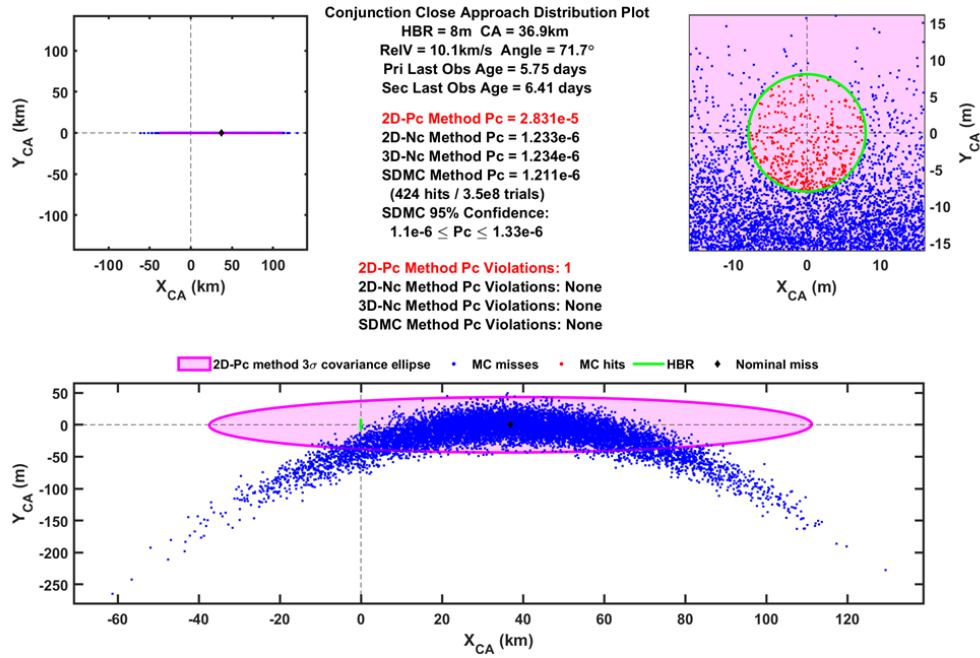 Conjunction Close Approach Distribution Plot
HBR = 8m CA = 36.9km
RelV = 10.1km/s Angle = 71.7°
Pri Last Obs Age = 5.75 days
Sec Last Obs Age = 6.41 days
2D-Pc Method Pc = 2.831e-5
2D-Nc Method Pc = 1.233e-6
3D-Nc Method Pc = 1.234e-6
SDMC Method Pc = 1.211e-6
(424 hits / 3.5e8 trials)
SDMC 95% Confidence:
1.1e-6 ≤ Pc ≤ 1.33e-6
2D-Pc Method Pc Violations: 1
2D-Nc Method Pc Violations: None
3D-Nc Method Pc Violations: None
SDMC Method Pc Violations: None
Y_CA (km)
100
50
0
-50
-100
-100 -50 0 50 100
X_CA (km)
15
10
5
0
-5
-10
-15
Y_CA (m)
-10 0 10
X_CA (m)
2D-Pc method 3σ covariance ellipse MC misses MC hits HBR Nominal miss
Y_CA (m)
50
0
-50
-100
-150
-200
-250
-60 -40 -20 0 20 40 60 80 100 120
X_CA (km)